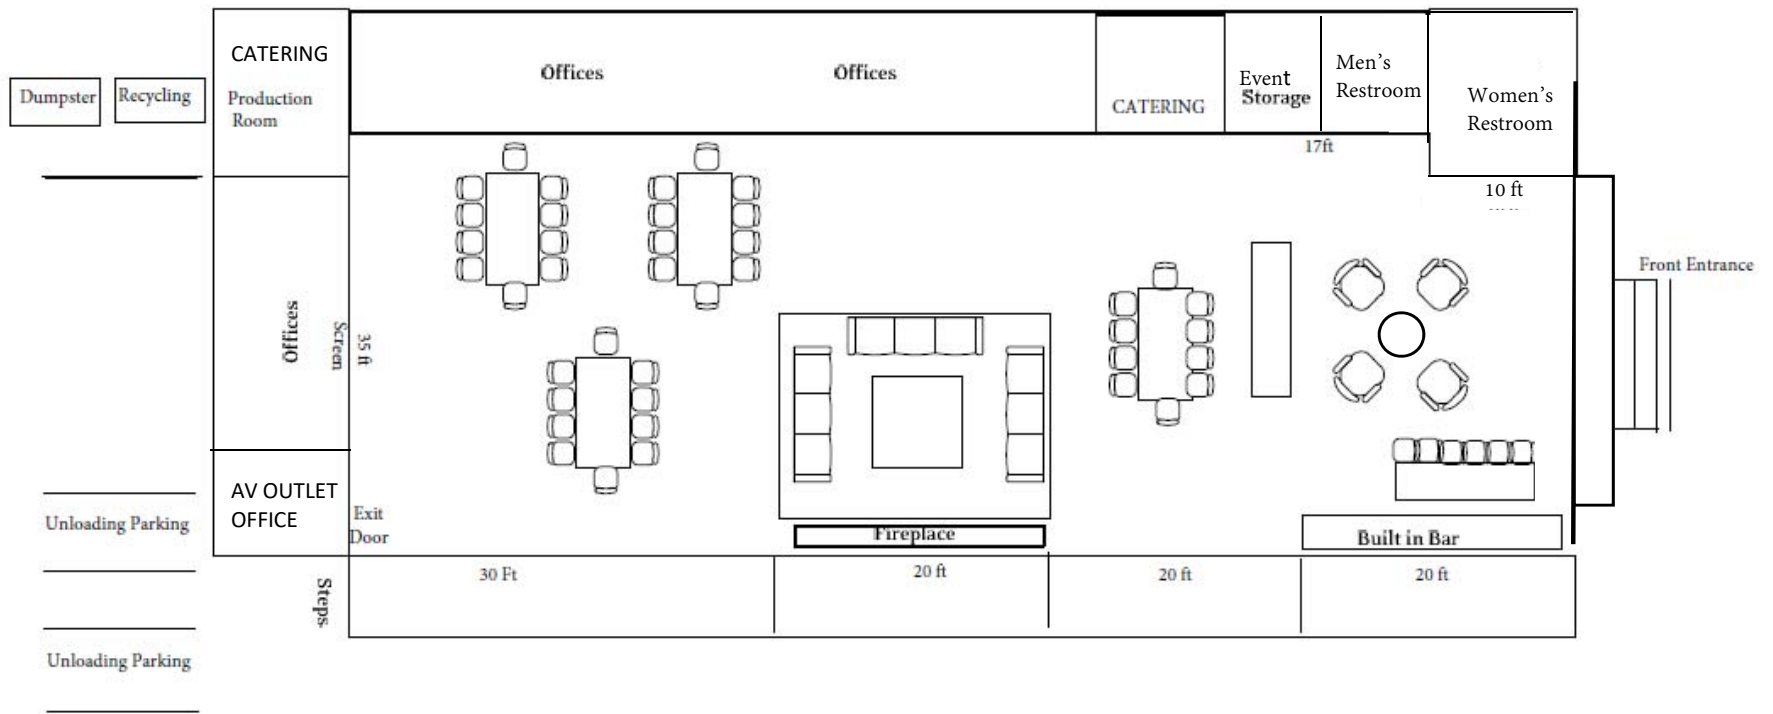 CATERING
Production
Room
Dumpster
Recycling
Offices
Offices
CATERING
Event
Storage
Men's
Restroom
Women's
Restroom
17ft
10 ft
Front Entrance
Offices
Screen
35 ft
AV OUTLET
OFFICE
Exit
Door
Fireplace
Built in Bar
Unloading Parking
Steps-
30 Ft
20 ft
20 ft
20 ft
Unloading Parking